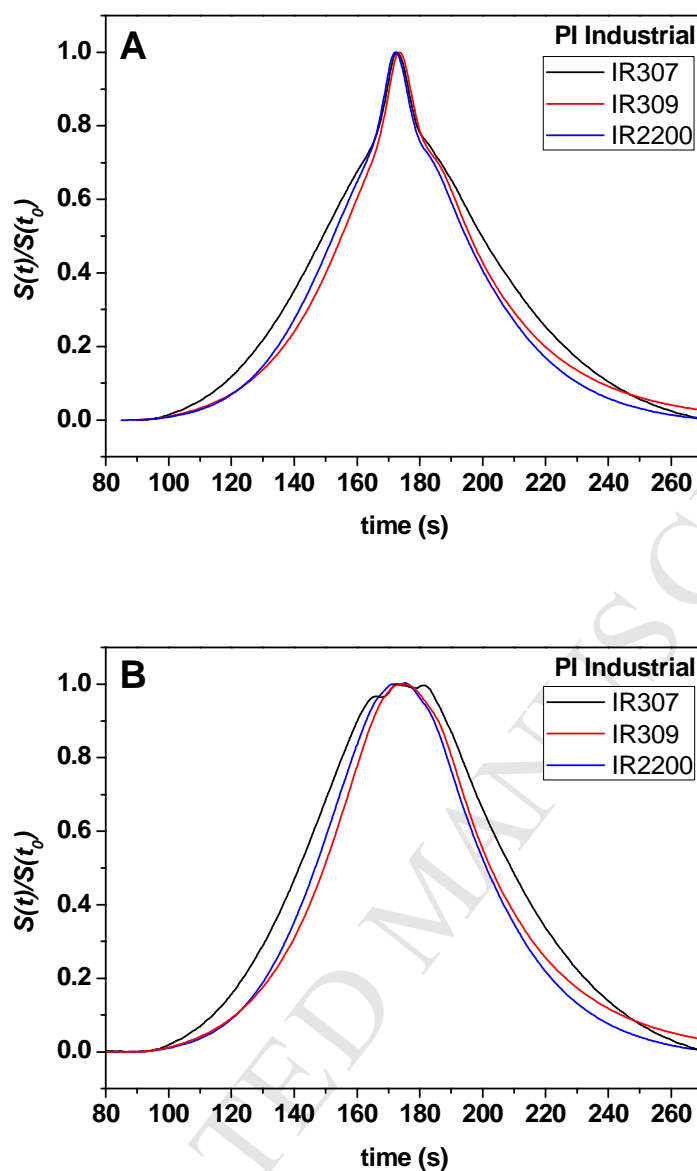 A
PI Industrial
IR307
IR309
IR2200
1.0
0.8
0.6
0.4
0.2
0.0
S(t)/S(t0)
80 100 120 140 160 180 200 220 240 260
time (s)
B
PI Industrial
IR307
IR309
IR2200
1.0
0.8
0.6
0.4
0.2
0.0
S(t)/S(t0)
80 100 120 140 160 180 200 220 240 260
time (s)
TED MANUSC